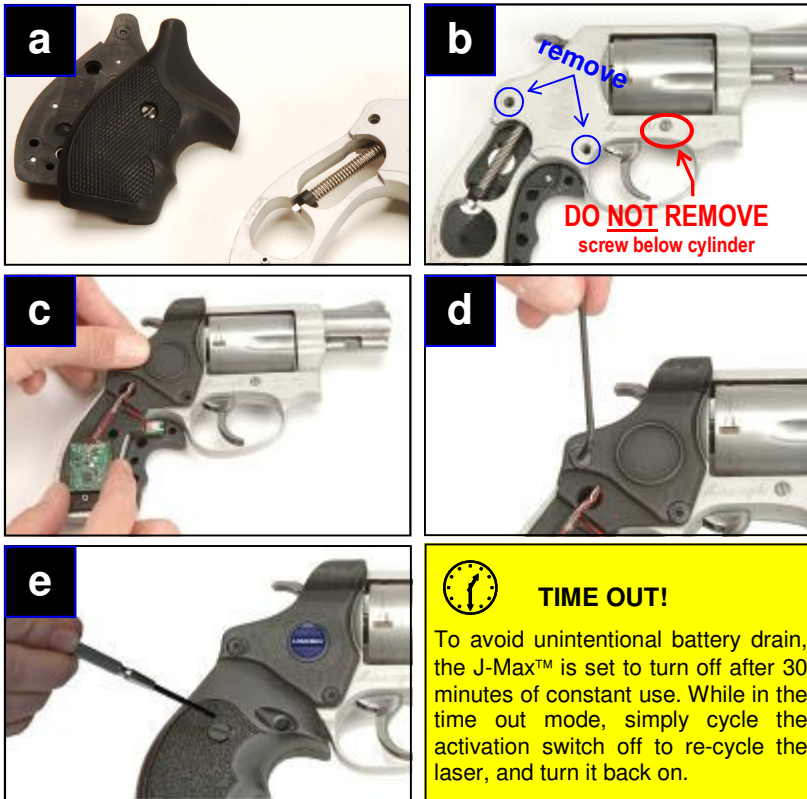 a
b
remove
DO NOT REMOVE
screw below cylinder
c
d
e
TIME OUT!
To avoid unintentional battery drain,
the J-Max™ is set to turn off after 30
minutes of constant use. While in the
time out mode, simply cycle the
activation switch off to re-cycle the
laser, and turn it back on.